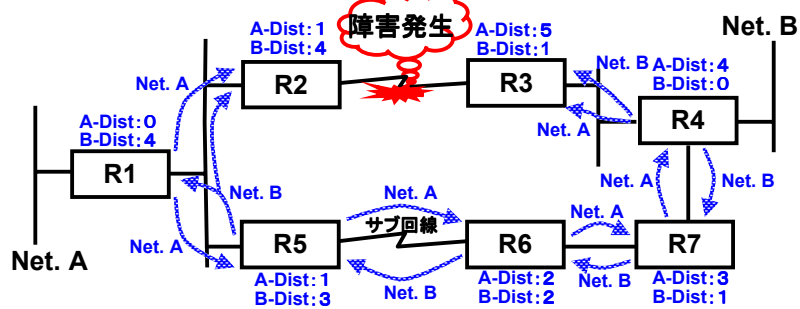 障害発生
A-Dist:1
B-Dist:4
A-Dist:5
B-Dist:1
Net. B
Net. A
R2
R3
Net. B
A-Dist:4
B-Dist:0
A-Dist:0
B-Dist:4
Net. A
R4
R1
Net. B
Net. A
サブ回線
Net. A
Net. A
Net. B
Net. A
R5
R6
R7
Net. A
A-Dist:1
B-Dist:3
Net. B
A-Dist:2
B-Dist:2
Net. B
A-Dist:3
B-Dist:1